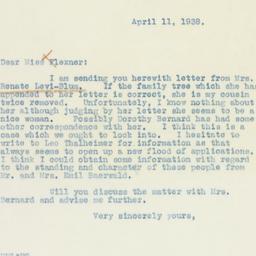 April 11, 1938.
Dear Miss Flexner:
I am sending you herewith letter from Mrs.
Renate Levi-Blum. If the family tree which she has
appended to her letter is correct, she is my cousin
twice removed. Unfortunately, I know nothing about
her although judging by her letter she seems to be a
nice woman. Possibly Dorothy Bernard has had some
other correspondence with her. I think this is a
case which we ought to look into. I hesitate to
write to Leo Thalheimer for information as that
always seems to open up a new flood of applications.
I think I could obtain some information with regard
to the standing and character of these people from
Mr. and Mrs. Emil Baerwald.
Will you discuss the matter with Mrs.
Bernard and advise me further.
Very sincerely yours,